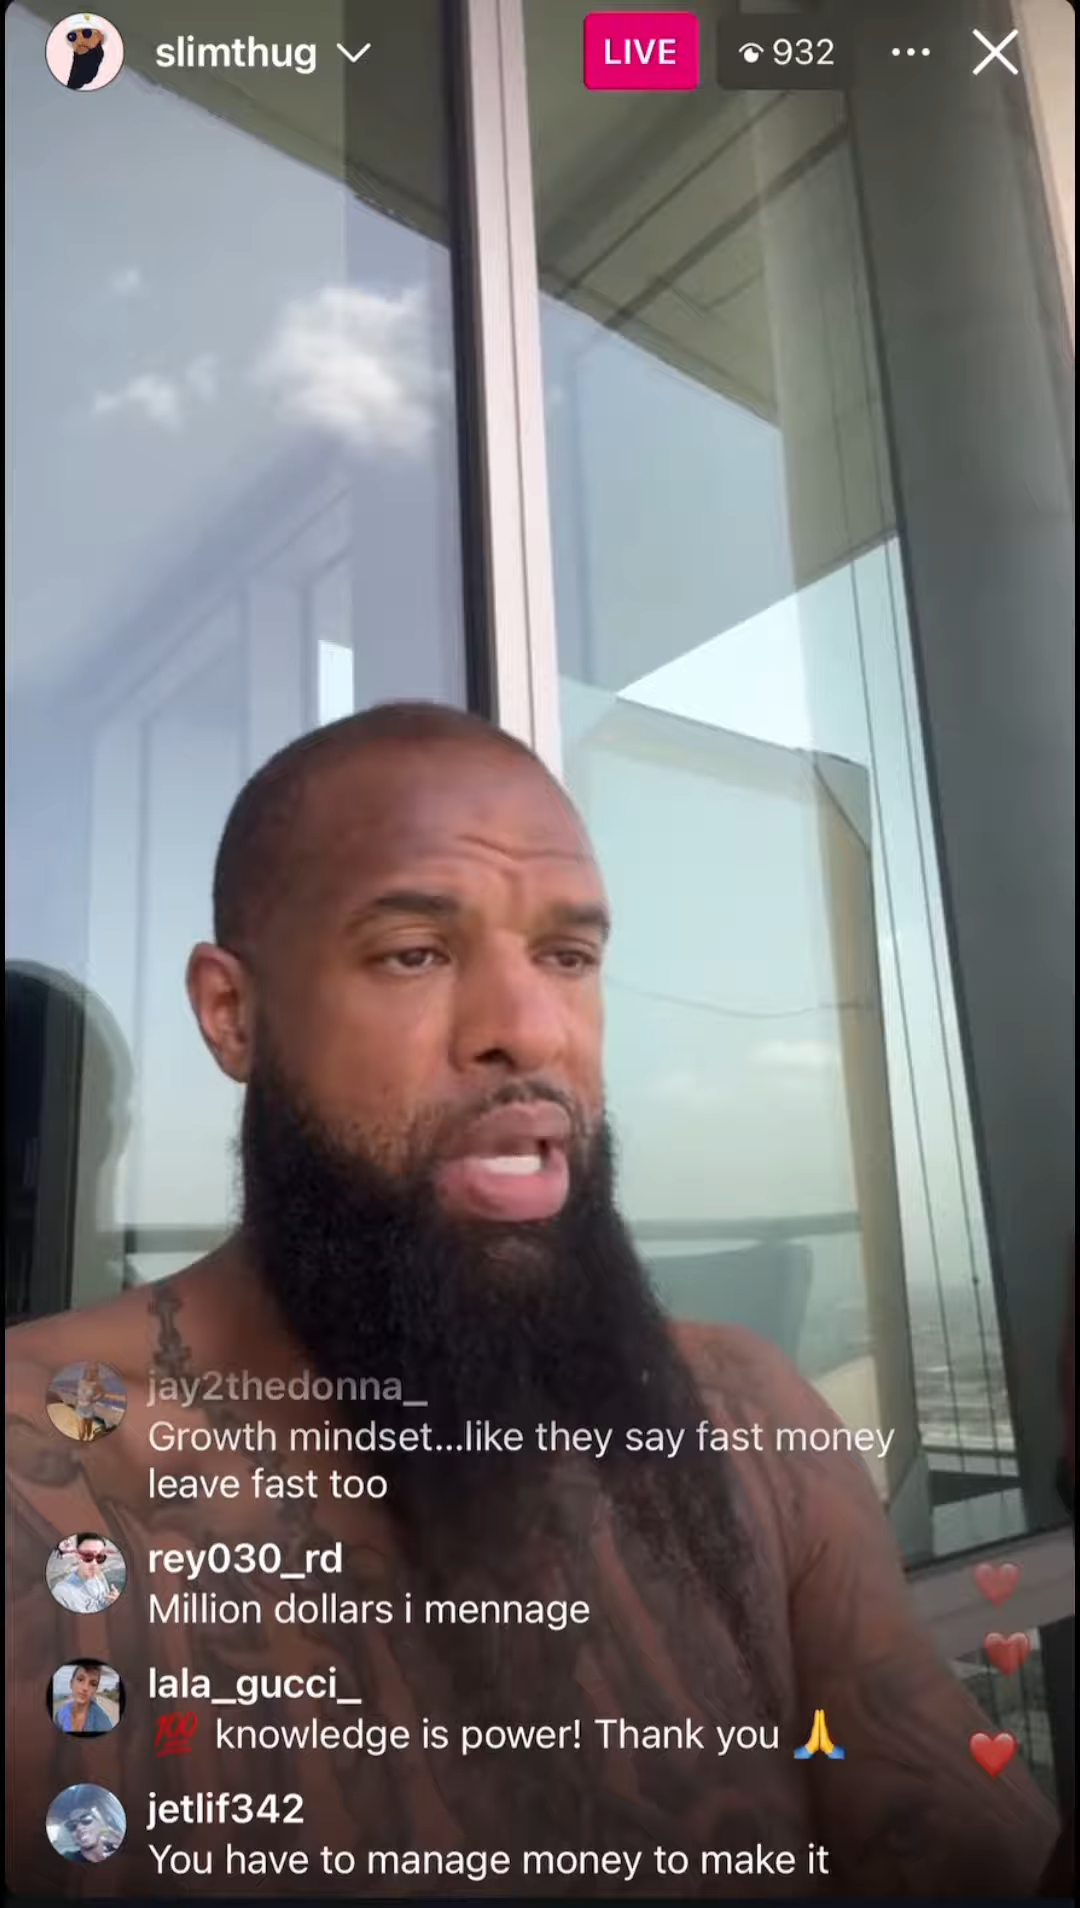 slimthug
LIVE
932
jay2thedonna_
Growth mindset...like they say fast money
leave fast too
rey030_rd
Million dollars i mennage
lala_gucci_
💯 knowledge is power! Thank you 🙏
jetlif342
You have to manage money to make it